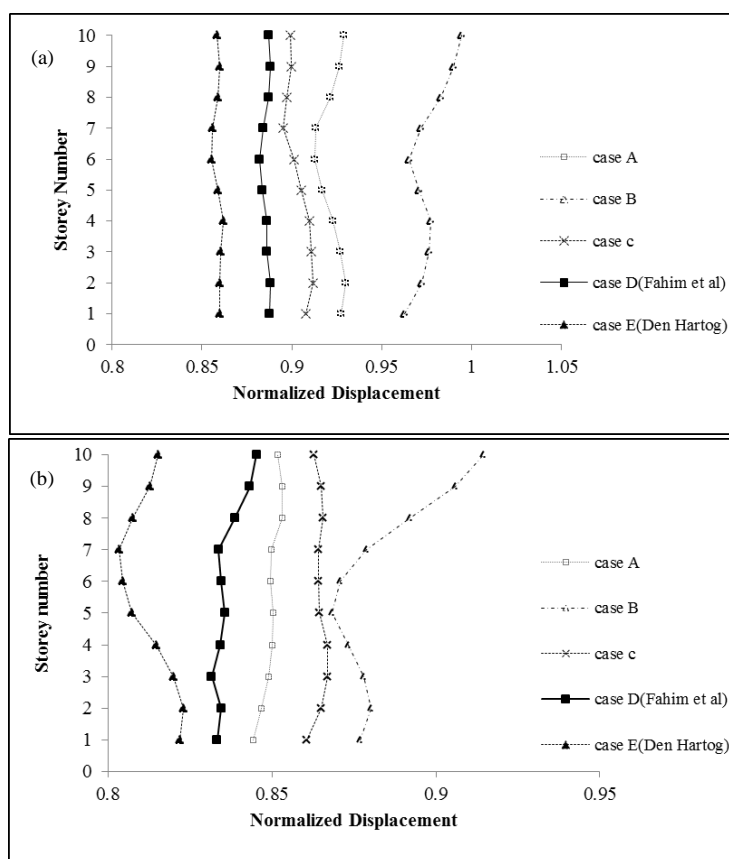 (a)
10
9
8
7
6
5
4
3
2
1
0
Storey Number
0.8 0.85 0.9 0.95 1 1.05
Normalized Displacement
case A
case B
case c
case D(Fahim et al)
case E(Den Hartog)
(b)
10
9
8
7
6
5
4
3
2
1
0
Storey number
0.8 0.85 0.9 0.95
Normalized Displacement
case A
case B
case c
case D(Fahim et al)
case E(Den Hartog)